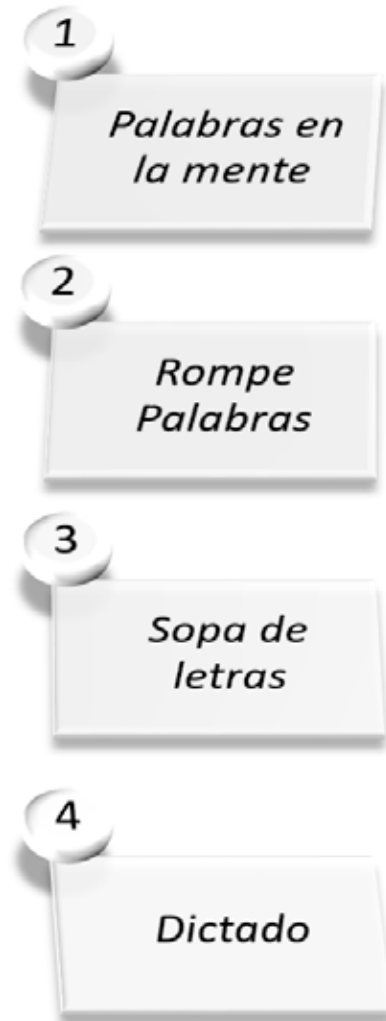 1
Palabras en
la mente
2
Rompe
Palabras
3
Sopa de
letras
4
Dictado